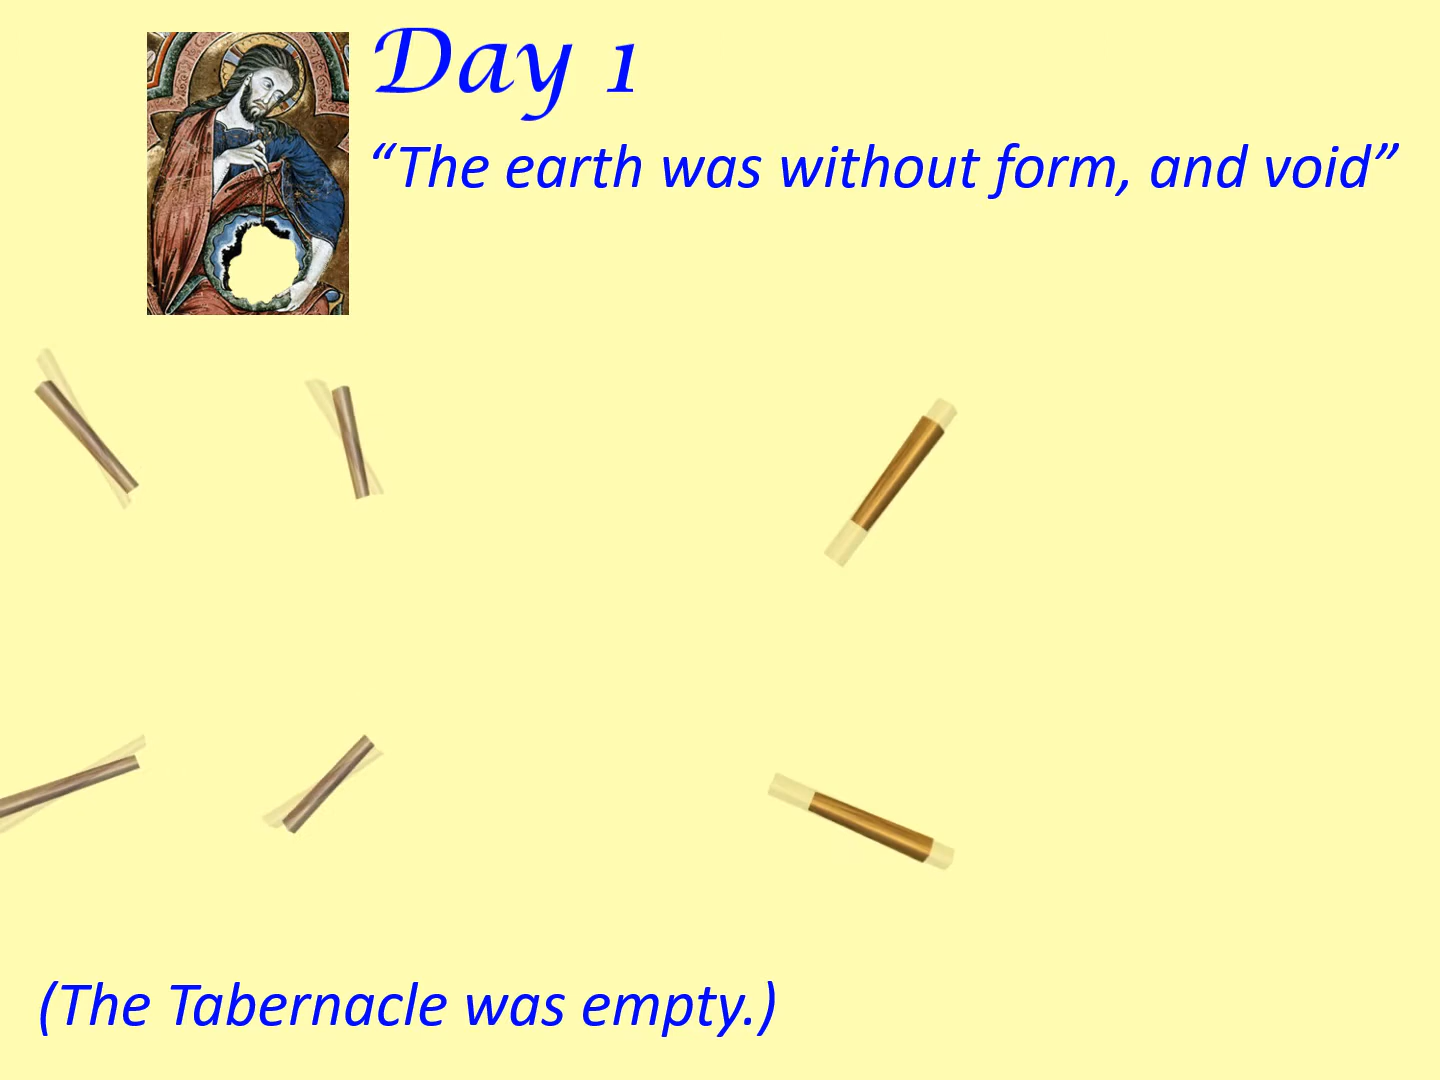 Day 1
“The earth was without form, and void”
(The Tabernacle was empty.)